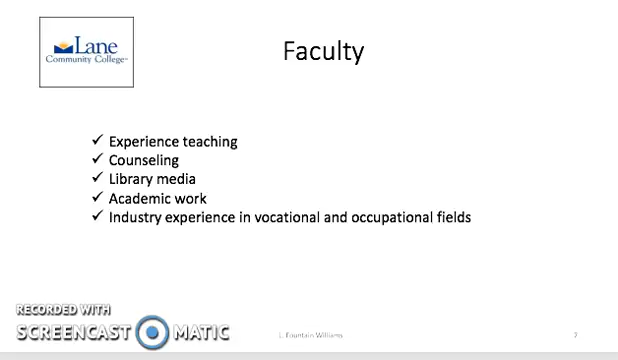 Lane
Community College
Faculty
✓ Experience teaching
✓ Counseling
✓ Library media
✓ Academic work
✓ Industry experience in vocational and occupational fields
RECORDED WITH
SCREENCAST MATIC
L. Fountain Williams
7